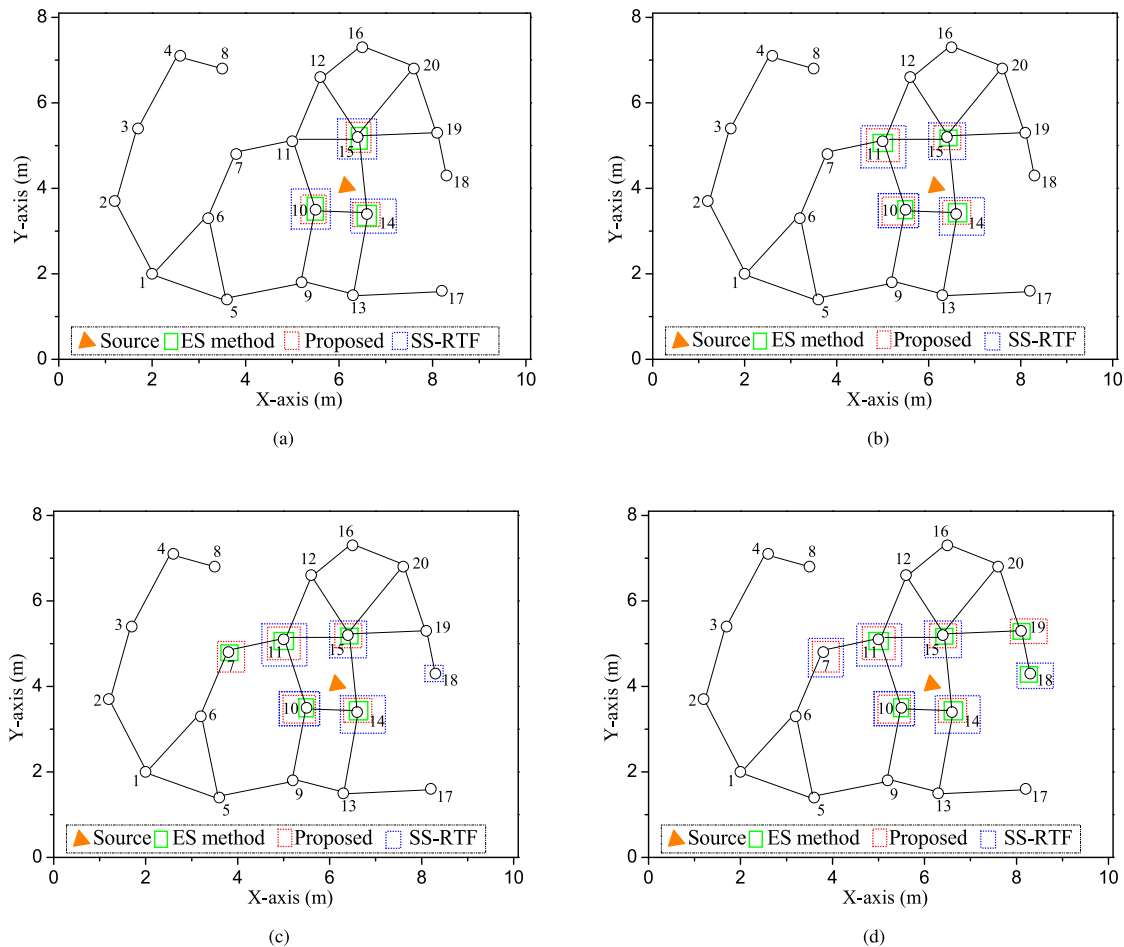 8
6
4
2
0
Y-axis (m)
0 2 4 6 8 10
X-axis (m)
1 2 3 4 5 6 7 8 9 10 11 12 13 14 15 16 17 18 19 20
Source ES method Proposed SS-RTF
(a)
8
6
4
2
0
Y-axis (m)
0 2 4 6 8 10
X-axis (m)
1 2 3 4 5 6 7 8 9 10 11 12 13 14 15 16 17 18 19 20
Source ES method Proposed SS-RTF
(b)
8
6
4
2
0
Y-axis (m)
0 2 4 6 8 10
X-axis (m)
1 2 3 4 5 6 7 8 9 10 11 12 13 14 15 16 17 18 19 20
Source ES method Proposed SS-RTF
(c)
8
6
4
2
0
Y-axis (m)
0 2 4 6 8 10
X-axis (m)
1 2 3 4 5 6 7 8 9 10 11 12 13 14 15 16 17 18 19 20
Source ES method Proposed SS-RTF
(d)